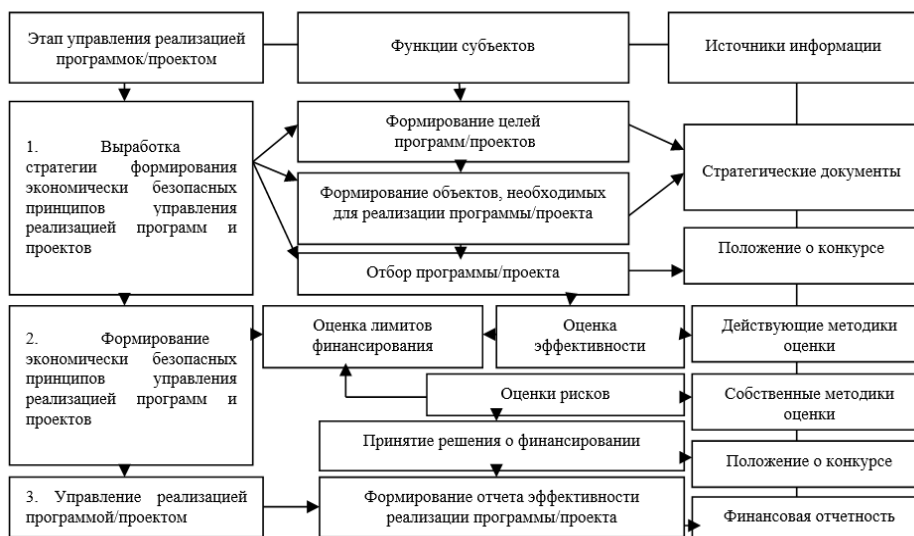 Этап управления реализацией
программок/проектом
Функции субъектов
Источники информации
1. Выработка
стратегии формирования
экономически безопасных
принципов управления
реализацией программ и
проектов
Формирование целей
программ/проектов
Формирование объектов, необходимых
для реализации программы/проекта
Отбор программы/проекта
Стратегические документы
Положение о конкурсе
2. Формирование
экономически безопасных
принципов управления
реализацией программ и
проектов
Оценка лимитов
финансирования
Оценка
эффективности
Действующие методики
оценки
Оценки рисков
Собственные методики
оценки
Принятие решения о финансировании
Положение о конкурсе
3. Управление реализацией
программой/проектом
Формирование отчета эффективности
реализации программы/проекта
Финансовая отчетность